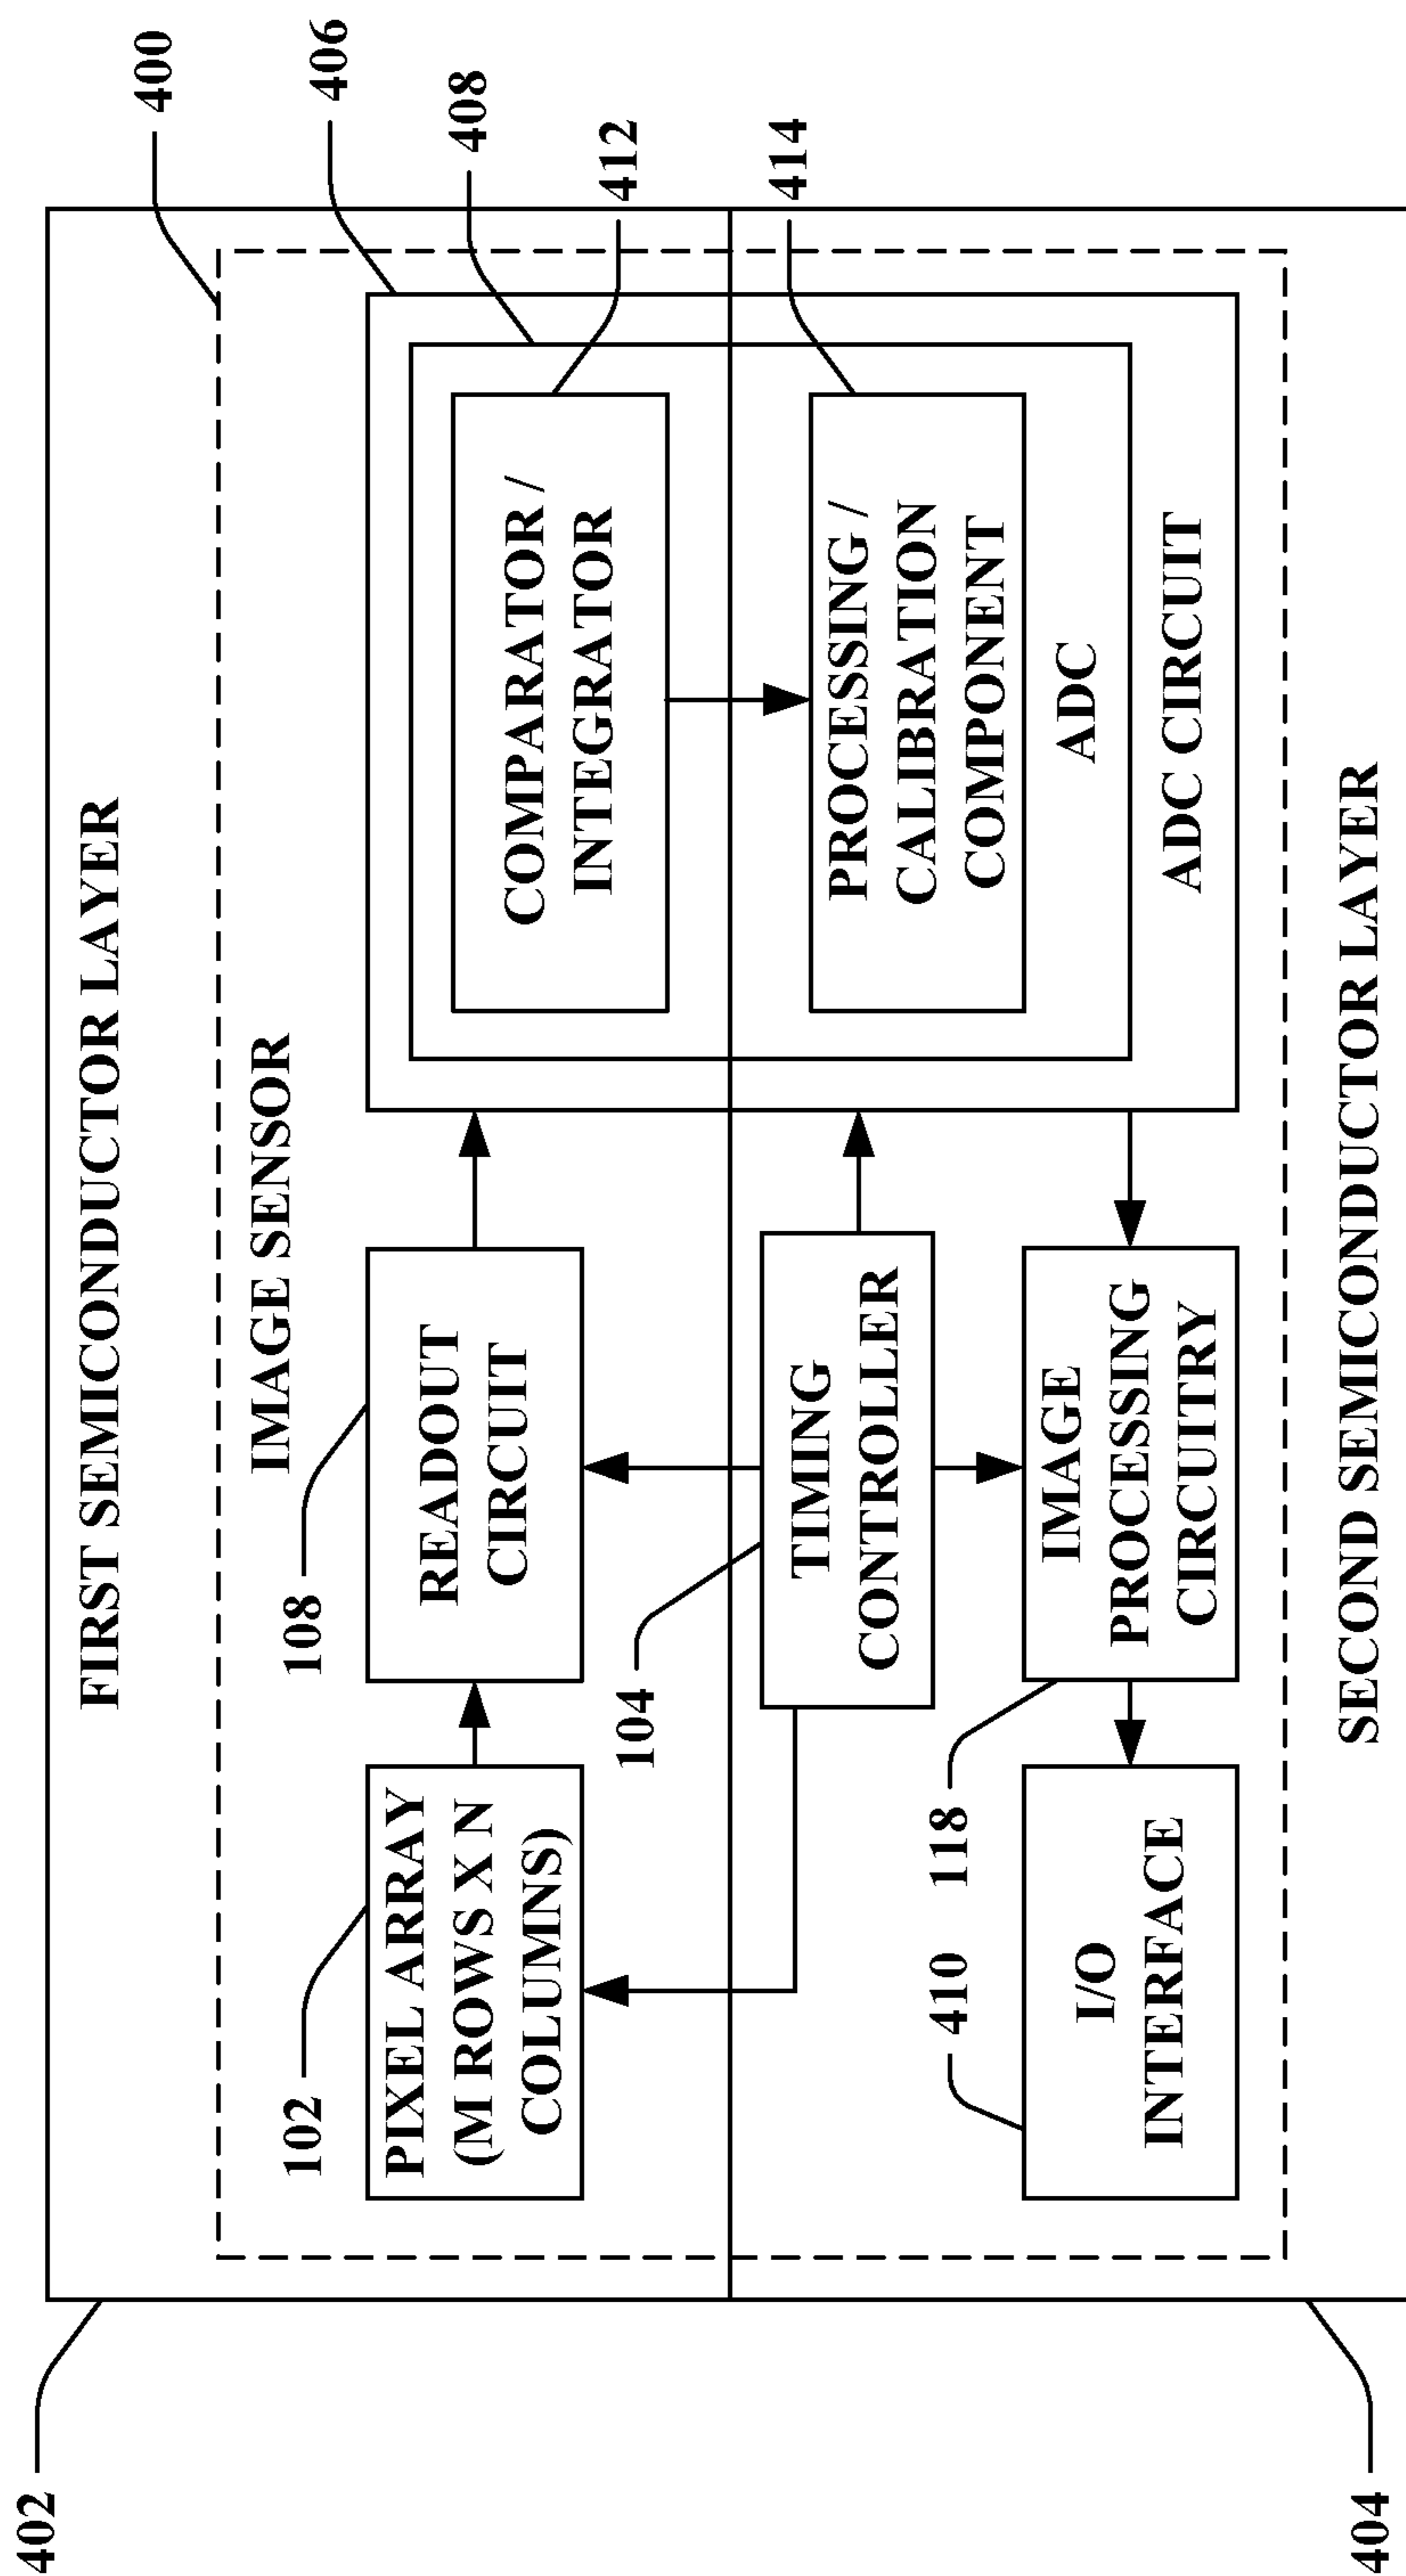 402
FIRST SEMICONDUCTOR LAYER
400
IMAGE SENSOR
406
102
108
408
PIXEL ARRAY
(M ROWS X N
COLUMNS)
READOUT
CIRCUIT
COMPARATOR /
INTEGRATOR
412
104
TIMING
CONTROLLER
414
PROCESSING /
CALIBRATION
COMPONENT
410
118
I/O
INTERFACE
IMAGE
PROCESSING
CIRCUITRY
ADC
ADC CIRCUIT
SECOND SEMICONDUCTOR LAYER
404